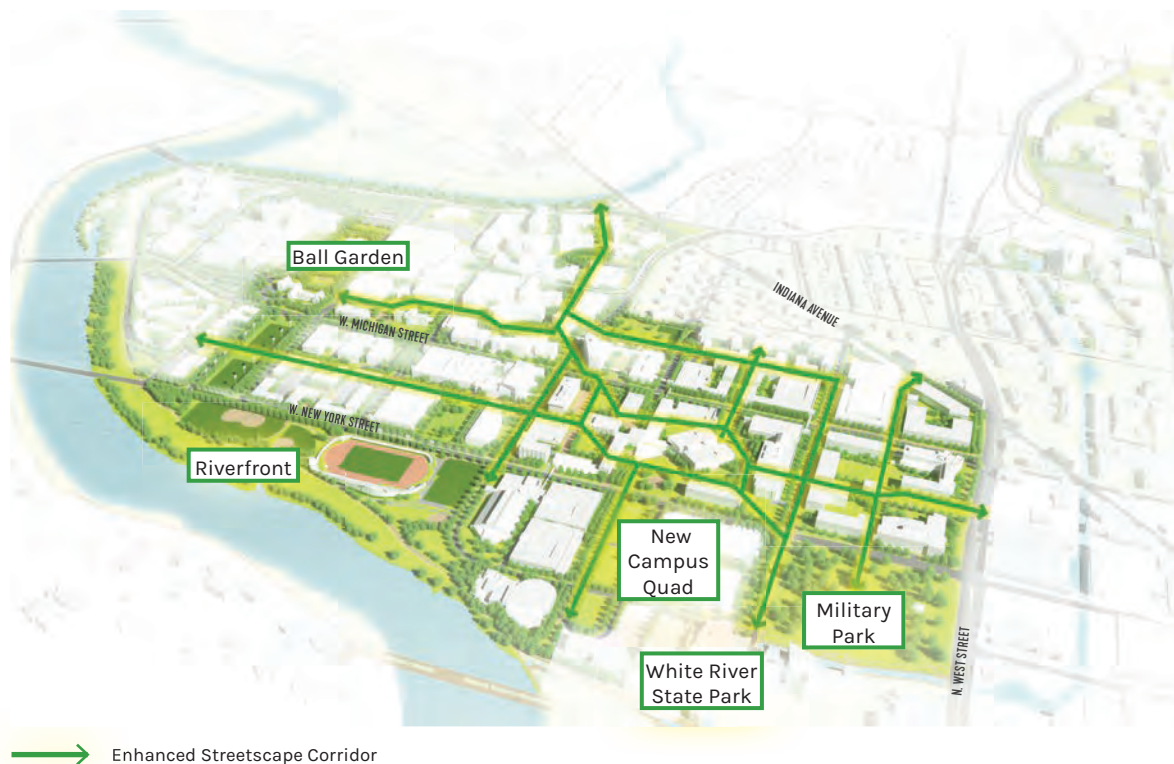 Ball Garden
INDIANA AVENUE
W. MICHIGAN STREET
W. NEW YORK STREET
Riverfront
New
Campus
Quad
Military
Park
White River
State Park
N. WEST STREET
Enhanced Streetscape Corridor